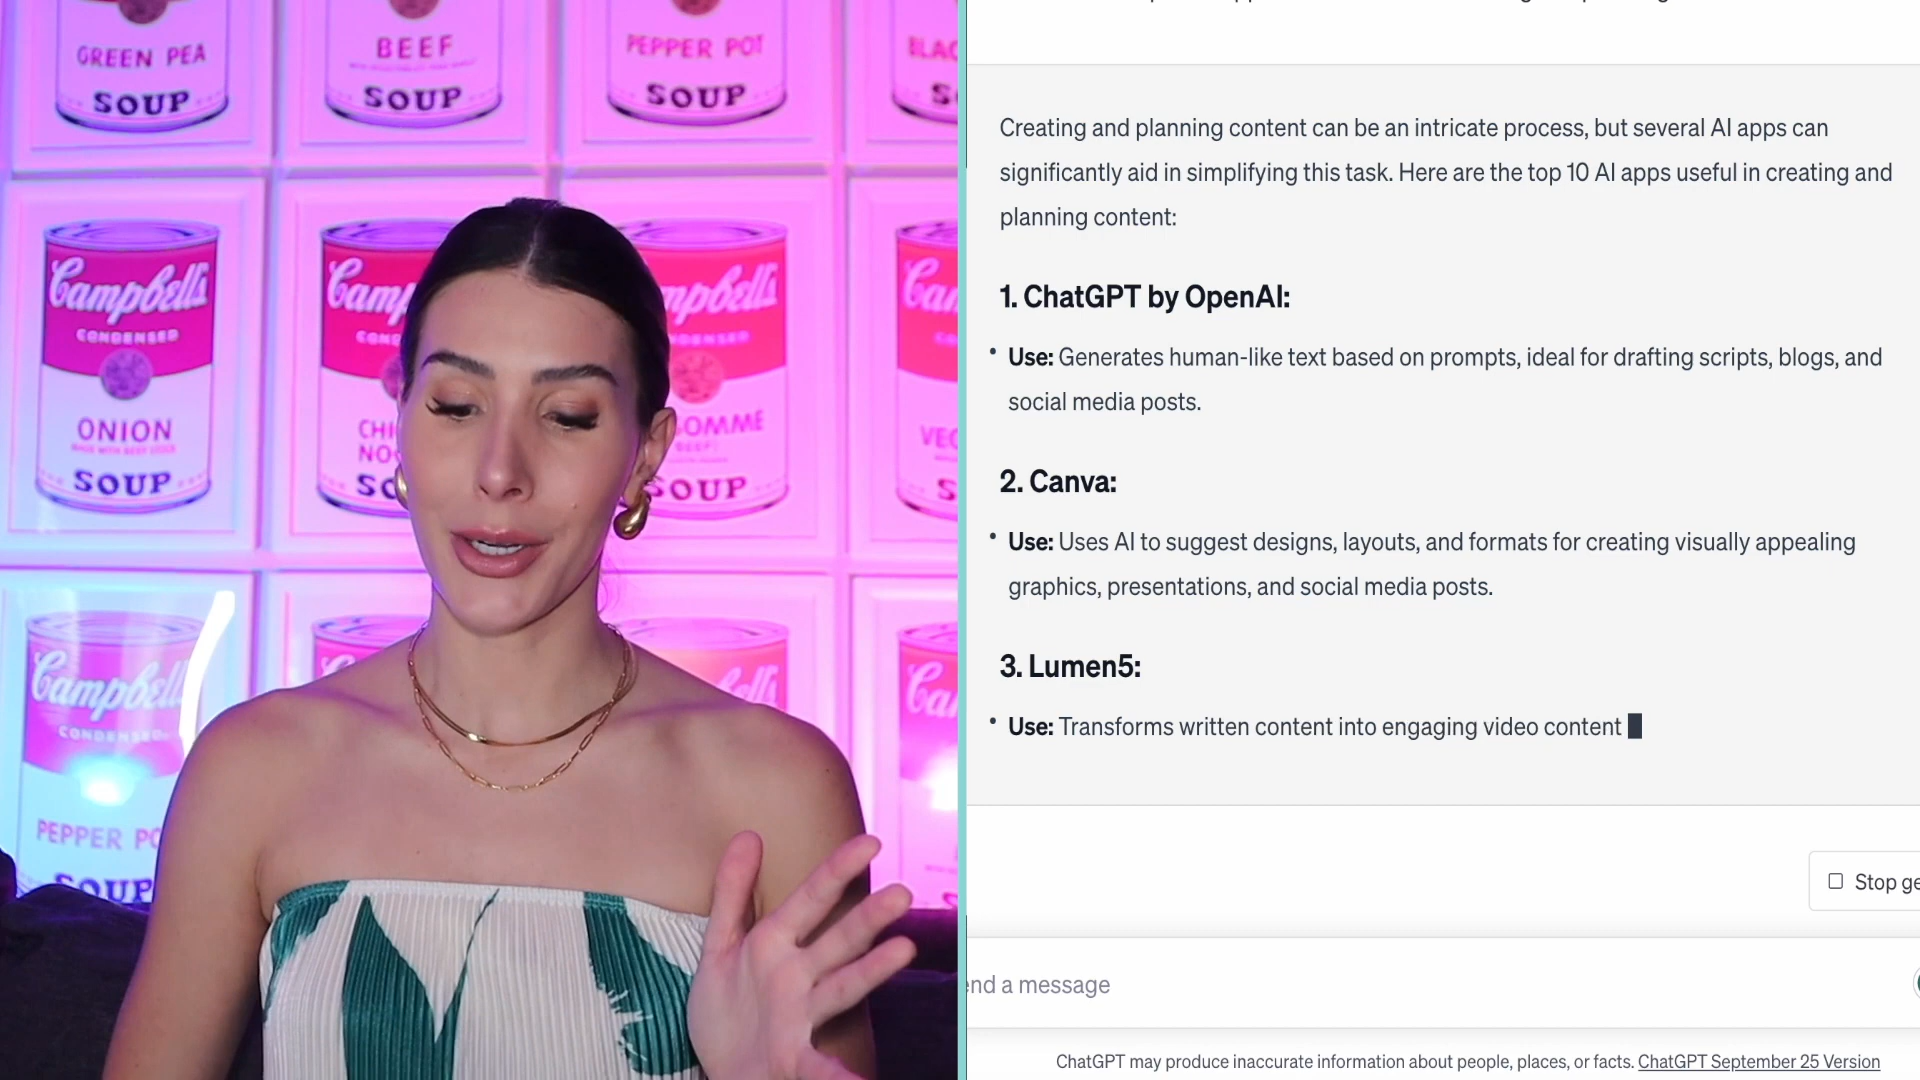 GREEN PEA
SOUP
BEEF
SOUP
PEPPER POT
SOUP
Campbell's
CONDENSED
ONION
SOUP
CONDENSED
SOUP
Campbell
CONDENSED
PEPPER
SOUP
Creating and planning content can be an intricate process, but several AI apps can
significantly aid in simplifying this task. Here are the top 10 AI apps useful in creating and
planning content:
1. ChatGPT by OpenAI:
• Use: Generates human-like text based on prompts, ideal for drafting scripts, blogs, and
social media posts.
2. Canva:
• Use: Uses AI to suggest designs, layouts, and formats for creating visually appealing
graphics, presentations, and social media posts.
3. Lumen5:
• Use: Transforms written content into engaging video content
Stop ge
end a message
ChatGPT may produce inaccurate information about people, places, or facts. ChatGPT September 25 Version